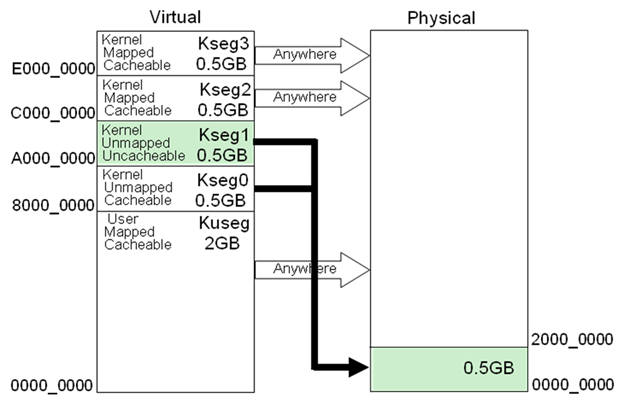 Virtual Physical
Kernel Kseg3
Mapped
Cacheable 0.5GB
Anywhere
E000_0000
Kernel Kseg2
Mapped
Cacheable 0.5GB
Anywhere
C000_0000
Kernel Kseg1
Unmapped
Uncacheable 0.5GB
A000_0000
Kernel Kseg0
Unmapped
Cacheable 0.5GB
8000_0000
User Kuseg
Mapped
Cacheable 2GB
Anywhere
2000_0000
0.5GB
0000_0000
0000_0000